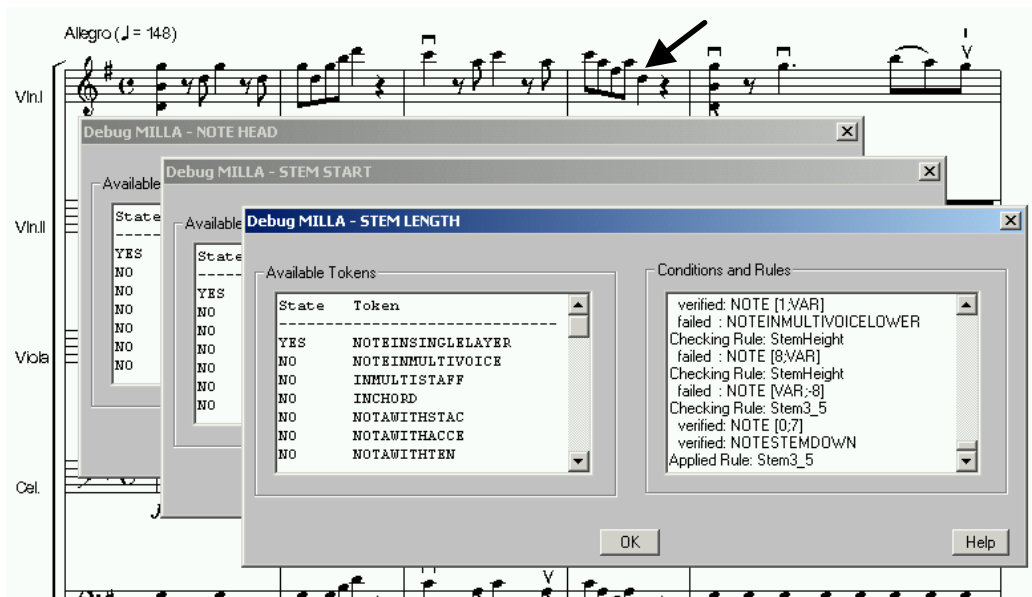 Allegro (♩= 148)
Vln.I
Debug MILLA - NOTE HEAD
Available
State
YES
NO
NO
NO
NO
NO
NO
Debug MILLA - STEM START
Available
State
YES
NO
NO
NO
NO
NO
NO
Debug MILLA - STEM LENGTH
Available Tokens
State Token
YES NOTEINSINGLELAYER
NO NOTEINMULTIVOICE
NO INMULTISTAFF
NO INCHORD
NO NOTAWITHSTAC
NO NOTAWITHACCE
NO NOTAWITHTEN
Conditions and Rules
verified: NOTE [1;VAR]
failed : NOTEINMULTIVOICELOWER
Checking Rule: StemHeight
failed : NOTE [8;VAR]
Checking Rule: StemHeight
failed : NOTE [VAR;-8]
Checking Rule: Stem3_5
verified: NOTE [0;7]
verified: NOTESTEMDOWN
Applied Rule: Stem3_5
OK
Help
Vln.II
Viola
Cel.